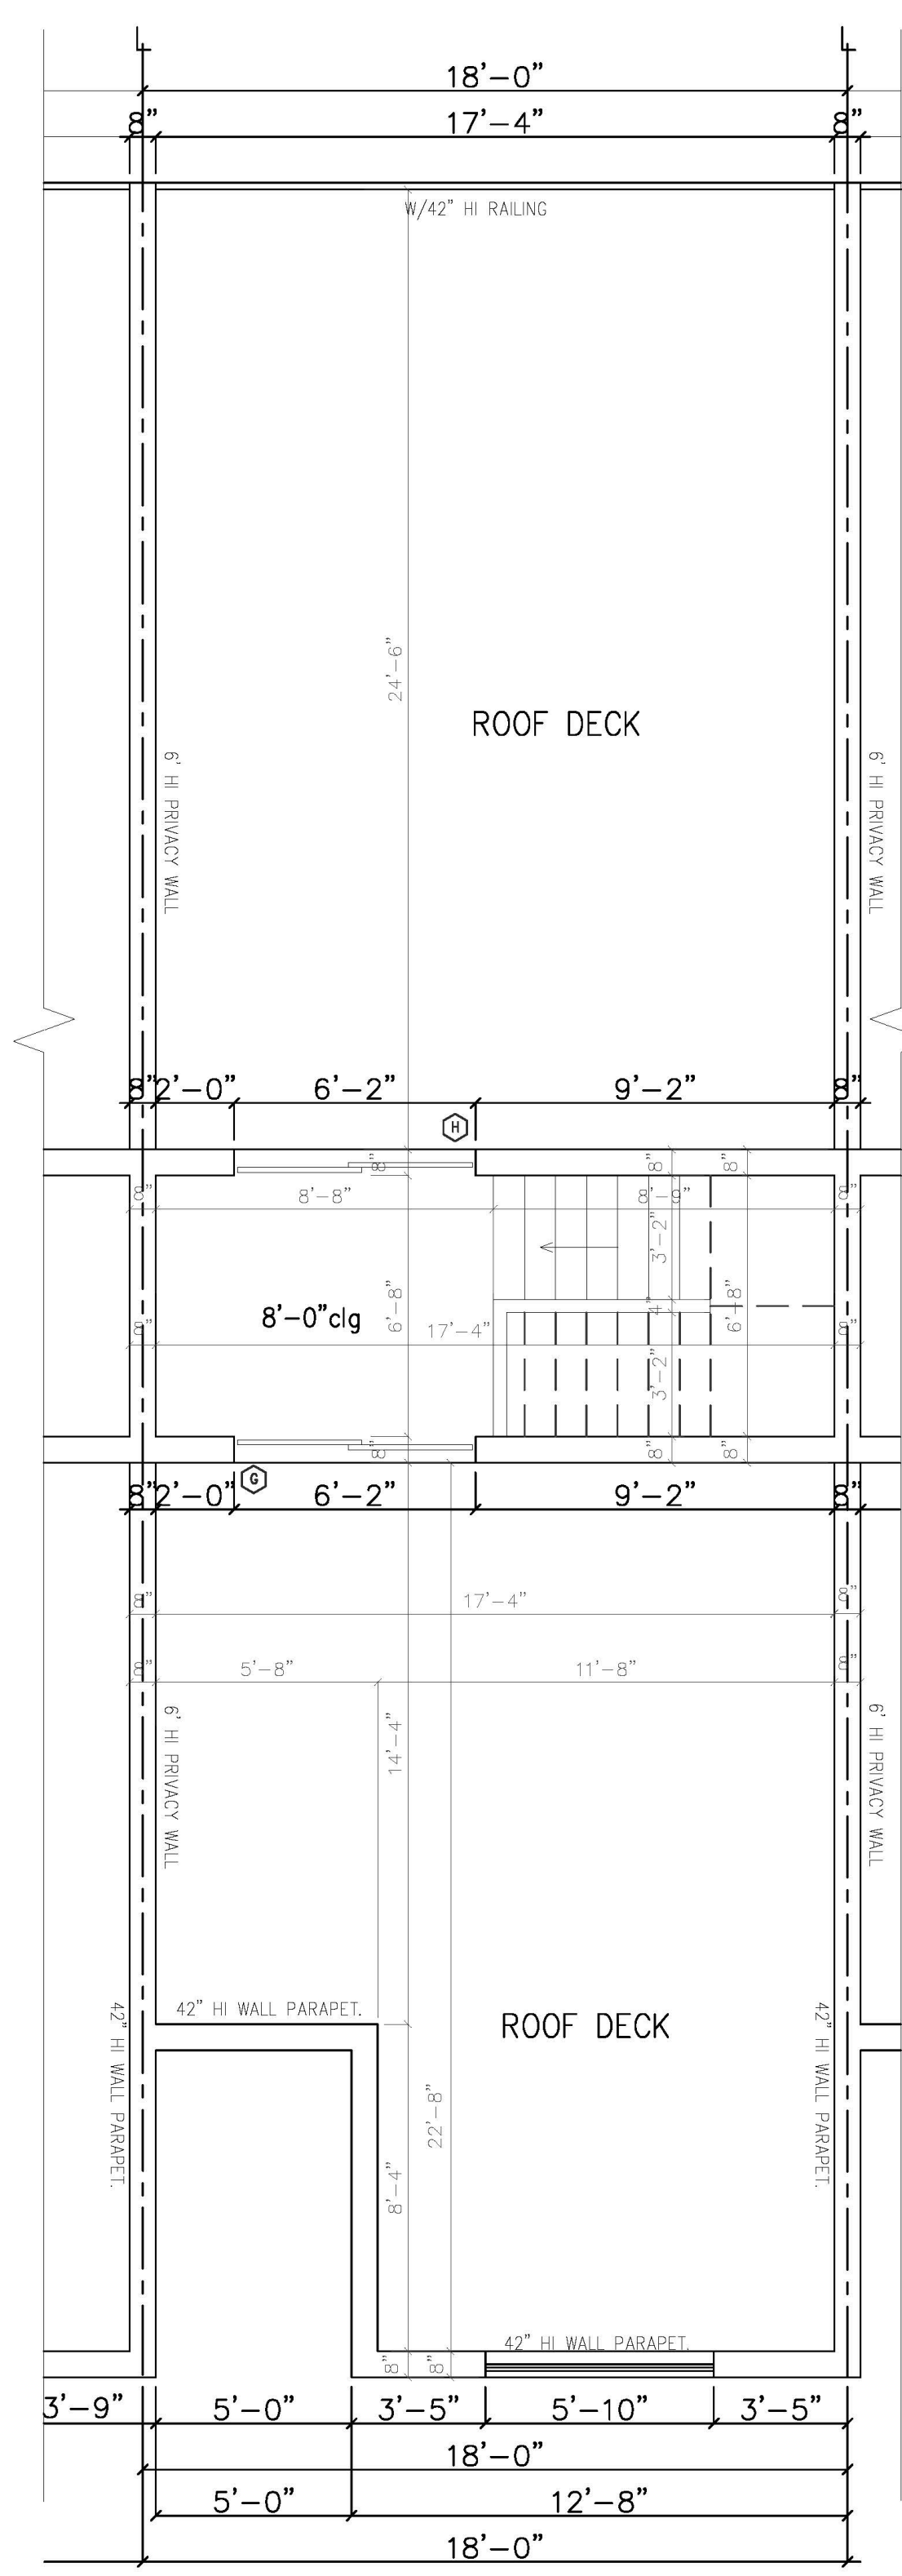 L L
18'-0"
8" 17'-4" 8"
W/42" HI RAILING
24'-6"
ROOF DECK
6' HI PRIVACY WALL
6' HI PRIVACY WALL
8" 2'-0" 6'-2" 9'-2" 8"
H
8" 8" 8"
8" 8'-8" 8'-9" 8"
3'-2"
8" 8'-0"clg 6'-8" 17'-4" 4" 6'-8" 8"
3'-2"
8" 8" 8"
G
8" 2'-0" 6'-2" 9'-2" 8"
8" 17'-4" 8"
8" 5'-8" 11'-8" 8"
14'-4"
6' HI PRIVACY WALL
6' HI PRIVACY WALL
42" HI WALL PARAPET.
ROOF DECK
42" HI WALL PARAPET.
42" HI WALL PARAPET.
22'-8"
8'-4"
42" HI WALL PARAPET.
8" 8"
3'-9" 5'-0" 3'-5" 5'-10" 3'-5"
18'-0"
5'-0" 12'-8"
18'-0"